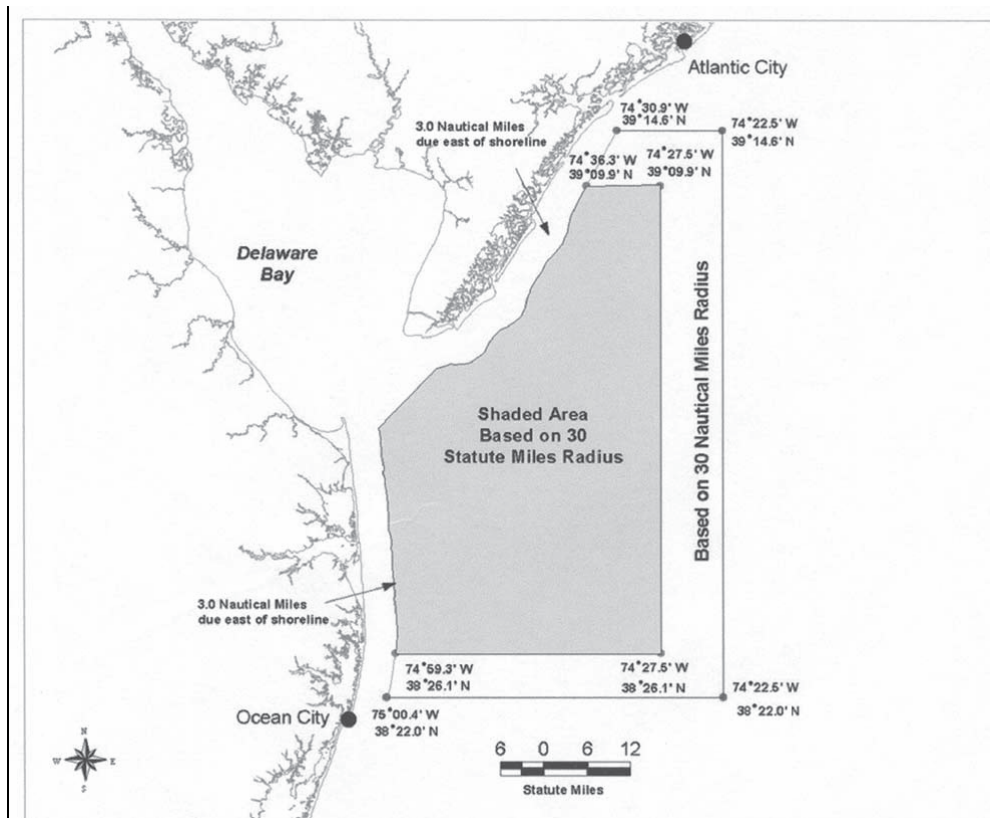 Atlantic City
74°30.9' W
39°14.6' N
74°22.5' W
39°14.6' N
3.0 Nautical Miles
due east of shoreline
74°36.3' W
39°09.9' N
74°27.5' W
39°09.9' N
Delaware
Bay
Based on 30 Nautical Miles Radius
Shaded Area
Based on 30
Statute Miles Radius
3.0 Nautical Miles
due east of shoreline
74°59.3' W
38°26.1' N
74°27.5' W
38°26.1' N
74°22.5' W
38°22.0' N
Ocean City
75°00.4' W
38°22.0' N
N
W E
S
6 0 6 12
Statute Miles